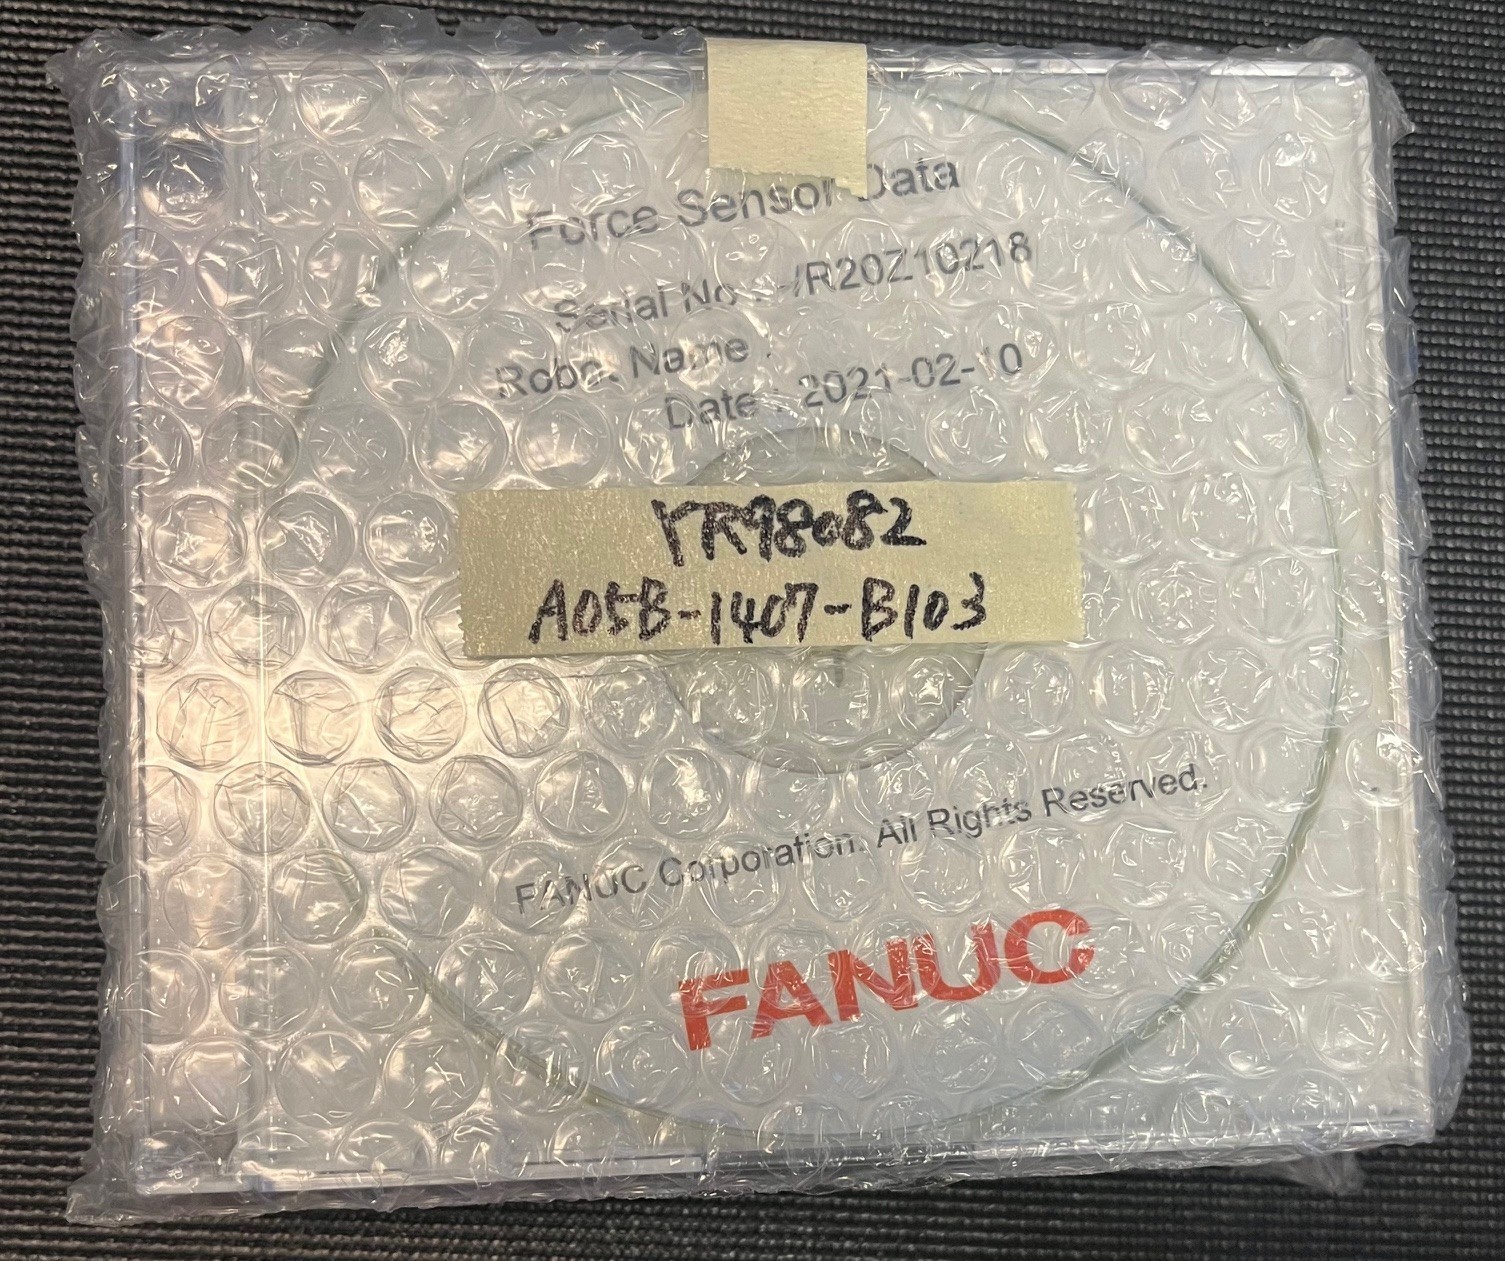 Force Sensor Data
Serial No : R20Z10218
Robot Name :
Date : 2021-02-10
YR98082
A05B-1407-B103
FANUC Corporation. All Rights Reserved.
FANUC